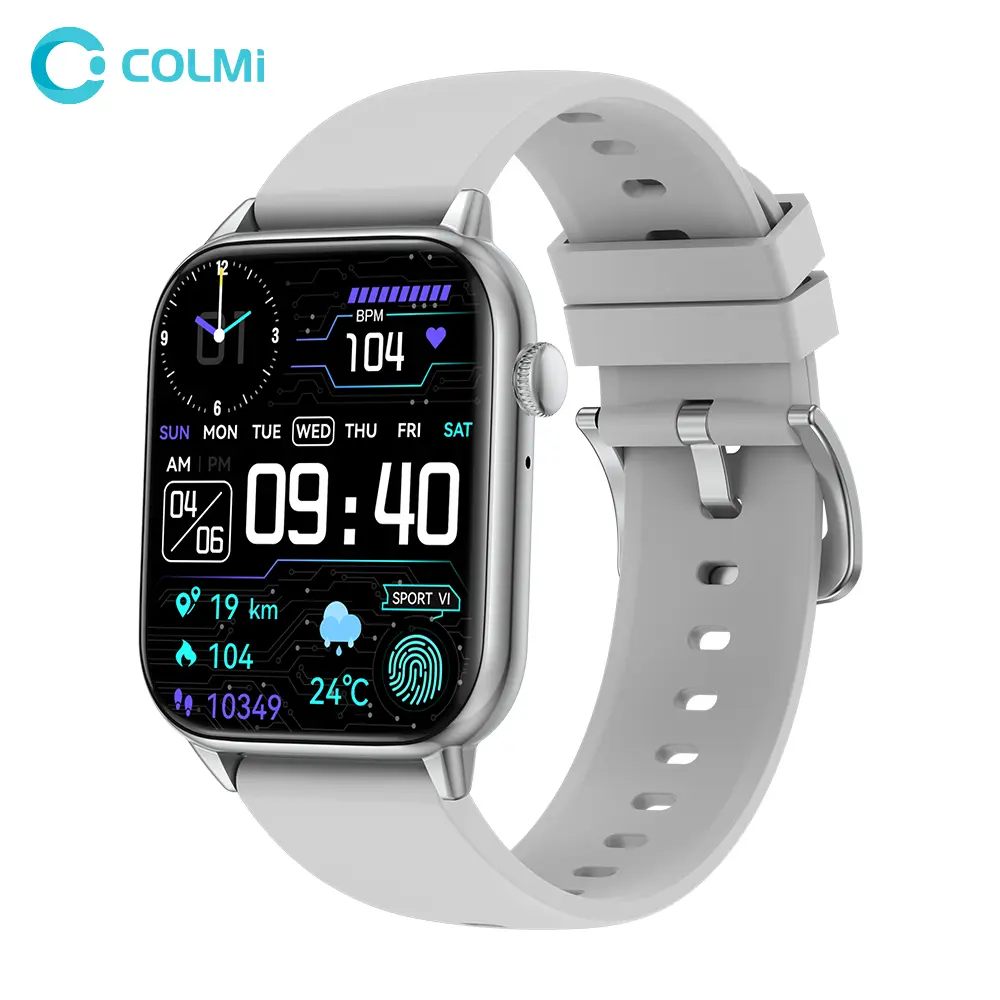 COLMi
12
9 01 3
6
BPM
104
SUN MON TUE WED THU FRI SAT
AM | PM
04/06
09:40
19 km
SPORT VI
104
24°C
10349